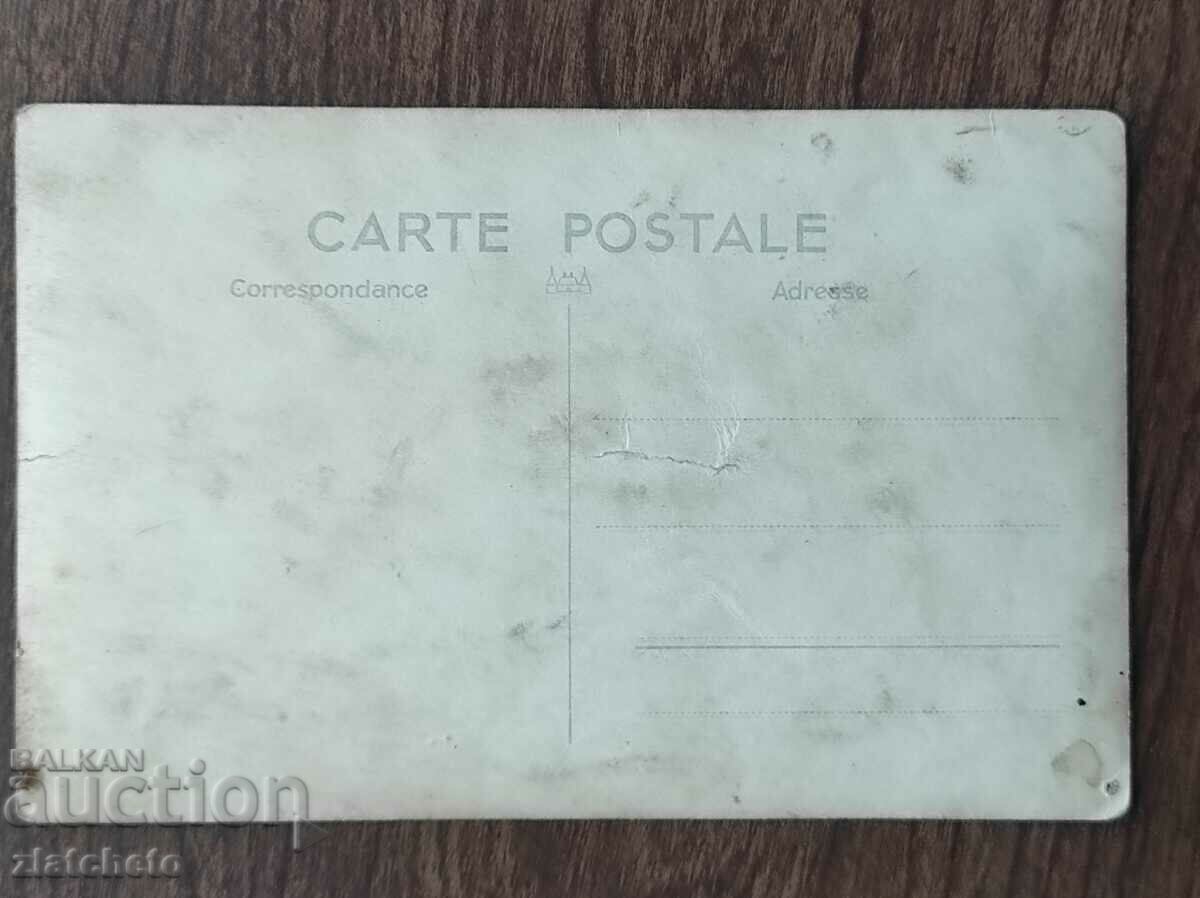 CARTE POSTALE
Correspondance
Adresse
BALKAN
auction
zlatcheto